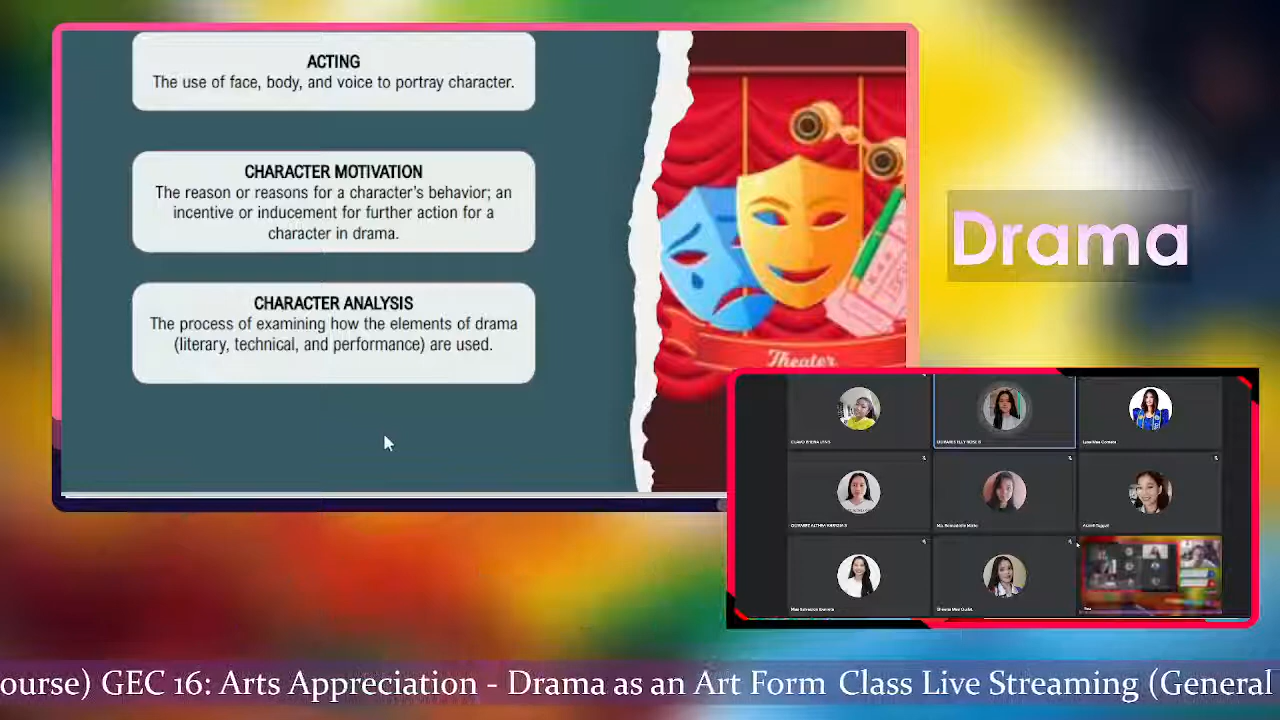 ACTING
The use of face, body, and voice to portray character.
CHARACTER MOTIVATION
The reason or reasons for a character's behavior; an
incentive or inducement for further action for a
character in drama.
CHARACTER ANALYSIS
The process of examining how the elements of drama
(literary, technical, and performance) are used.
Theater
Drama
ourse) GEC 16: Arts Appreciation - Drama as an Art Form Class Live Streaming (General